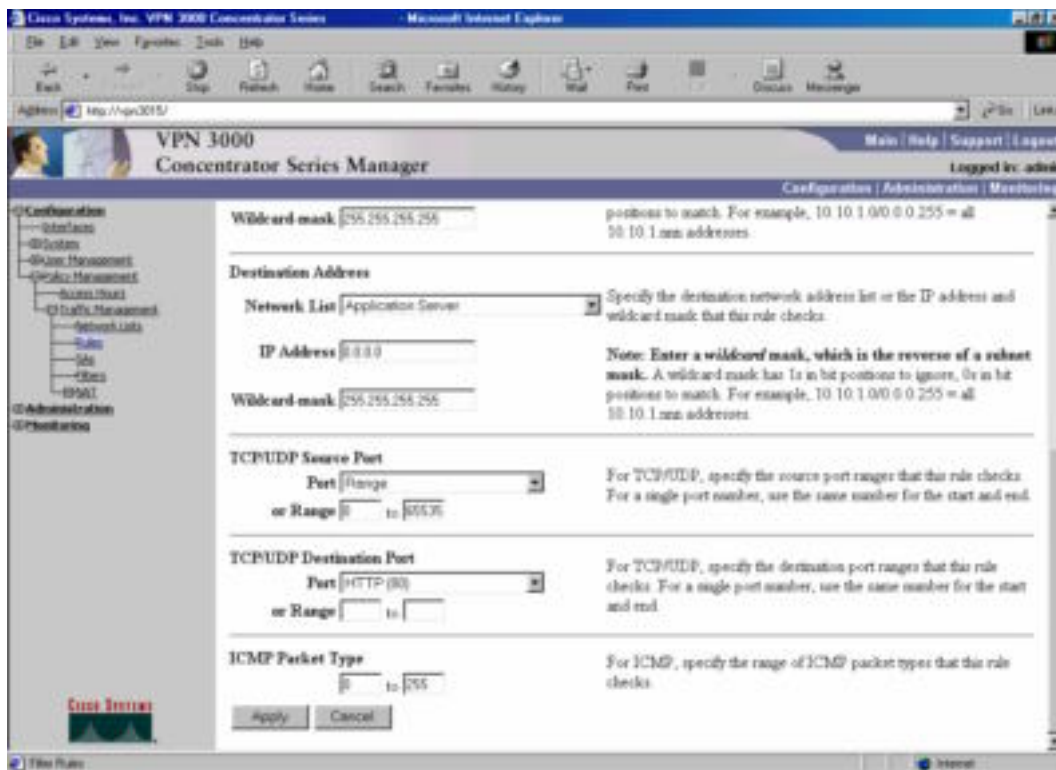 Cisco Systems, Inc. VPN 3000 Concentrator Series - Microsoft Internet Explorer
File Edit View Favorites Tools Help
Back Stop Refresh Home Search Favorites History Mail Print Discuss Messenger
Address http://vpn3015/ Go Links
VPN 3000
Concentrator Series Manager
Main | Help | Support | Logout
Logged in: admin
Configuration | Administration | Monitoring
Configuration
Interfaces
System
User Management
Policy Management
Access Hours
Traffic Management
Network Lists
Rules
SAs
Filters
NAT
Administration
Monitoring
Wildcard-mask 255.255.255.255
positions to match. For example, 10.10.1.0/0.0.0.255 = all
10.10.1.nnn addresses.
Destination Address
Network List Application Server
Specify the destination network address list or the IP address and
wildcard mask that this rule checks.
IP Address 0.0.0.0
Note: Enter a wildcard mask, which is the reverse of a subnet
mask. A wildcard mask has 1s in bit positions to ignore, 0s in bit
Wildcard-mask 255.255.255.255
positions to match. For example, 10.10.1.0/0.0.0.255 = all
10.10.1.nnn addresses.
TCP/UDP Source Port
Port Range
or Range 0 to 65535
For TCP/UDP, specify the source port ranges that this rule checks.
For a single port number, use the same number for the start and end.
TCP/UDP Destination Port
Port HTTP (80)
or Range to
For TCP/UDP, specify the destination port ranges that this rule
checks. For a single port number, use the same number for the start
and end.
ICMP Packet Type
0 to 255
For ICMP, specify the range of ICMP packet types that this rule
checks.
Apply Cancel
Cisco Systems
Filter Rules
Internet